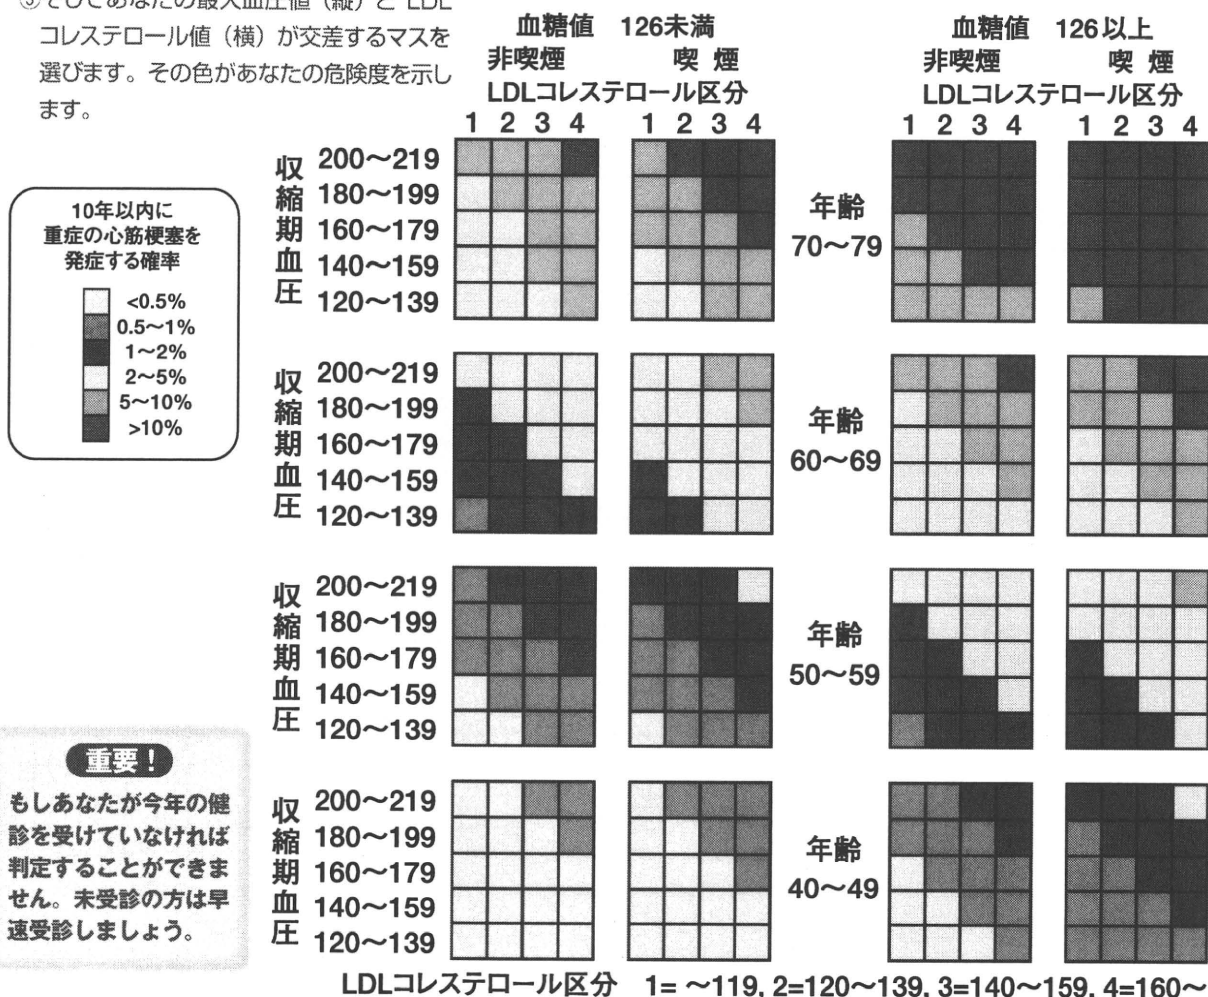 ③そしてあなたの最大血圧値（縦）とLDL
コレステロール値（横）が交差するマスを
選びます。その色があなたの危険度を示し
ます。
10年以内に
重症の心筋梗塞を
発症する確率
<0.5%
0.5〜1%
1〜2%
2〜5%
5〜10%
>10%
重要！
もしあなたが今年の健
診を受けていなければ
判定することができま
せん。未受診の方は早
速受診しましょう。
血糖値　126未満
非喫煙　喫 煙
LDLコレステロール区分
1 2 3 4 1 2 3 4
血糖値　126以上
非喫煙　喫 煙
LDLコレステロール区分
1 2 3 4 1 2 3 4
収縮期血圧
200〜219
180〜199
160〜179
140〜159
120〜139
年齢
70〜79
収縮期血圧
200〜219
180〜199
160〜179
140〜159
120〜139
年齢
60〜69
収縮期血圧
200〜219
180〜199
160〜179
140〜159
120〜139
年齢
50〜59
収縮期血圧
200〜219
180〜199
160〜179
140〜159
120〜139
年齢
40〜49
LDLコレステロール区分　1= 〜119, 2=120〜139, 3=140〜159, 4=160〜